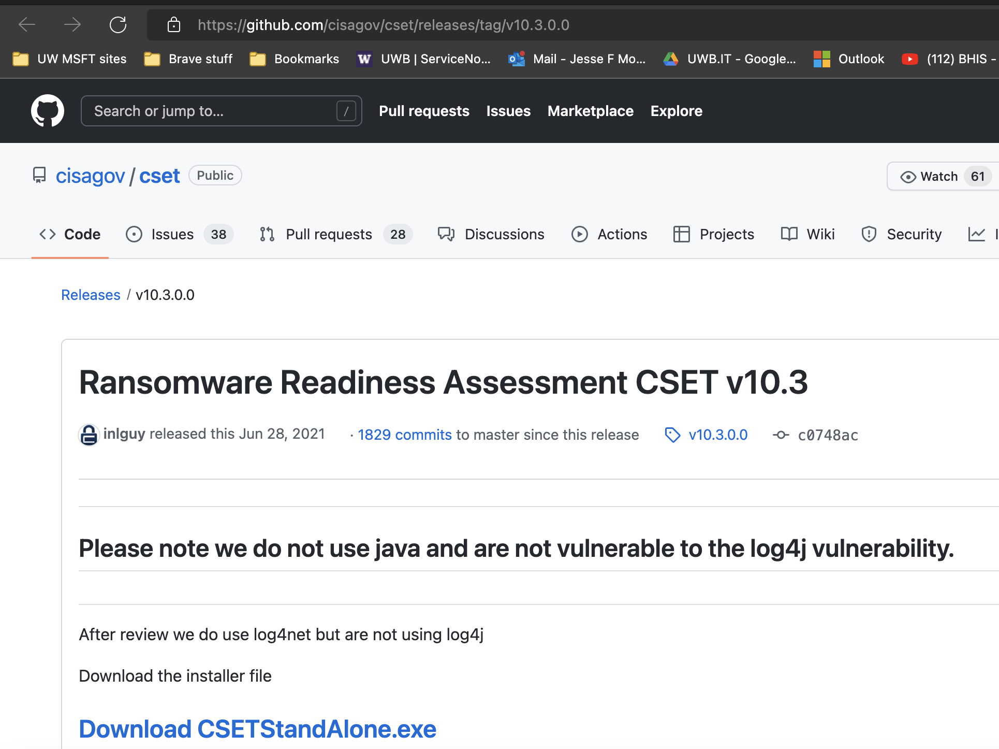 https://github.com/cisagov/cset/releases/tag/v10.3.0.0
UW MSFT sites Brave stuff Bookmarks W UWB | ServiceNo... Mail - Jesse F Mo... UWB.IT - Google... Outlook (112) BHIS -
Search or jump to... / Pull requests Issues Marketplace Explore
cisagov / cset Public Watch 61
Code Issues 38 Pull requests 28 Discussions Actions Projects Wiki Security
Releases / v10.3.0.0
Ransomware Readiness Assessment CSET v10.3
inlguy released this Jun 28, 2021 · 1829 commits to master since this release v10.3.0.0 c0748ac
Please note we do not use java and are not vulnerable to the log4j vulnerability.
After review we do use log4net but are not using log4j
Download the installer file
Download CSETStandAlone.exe